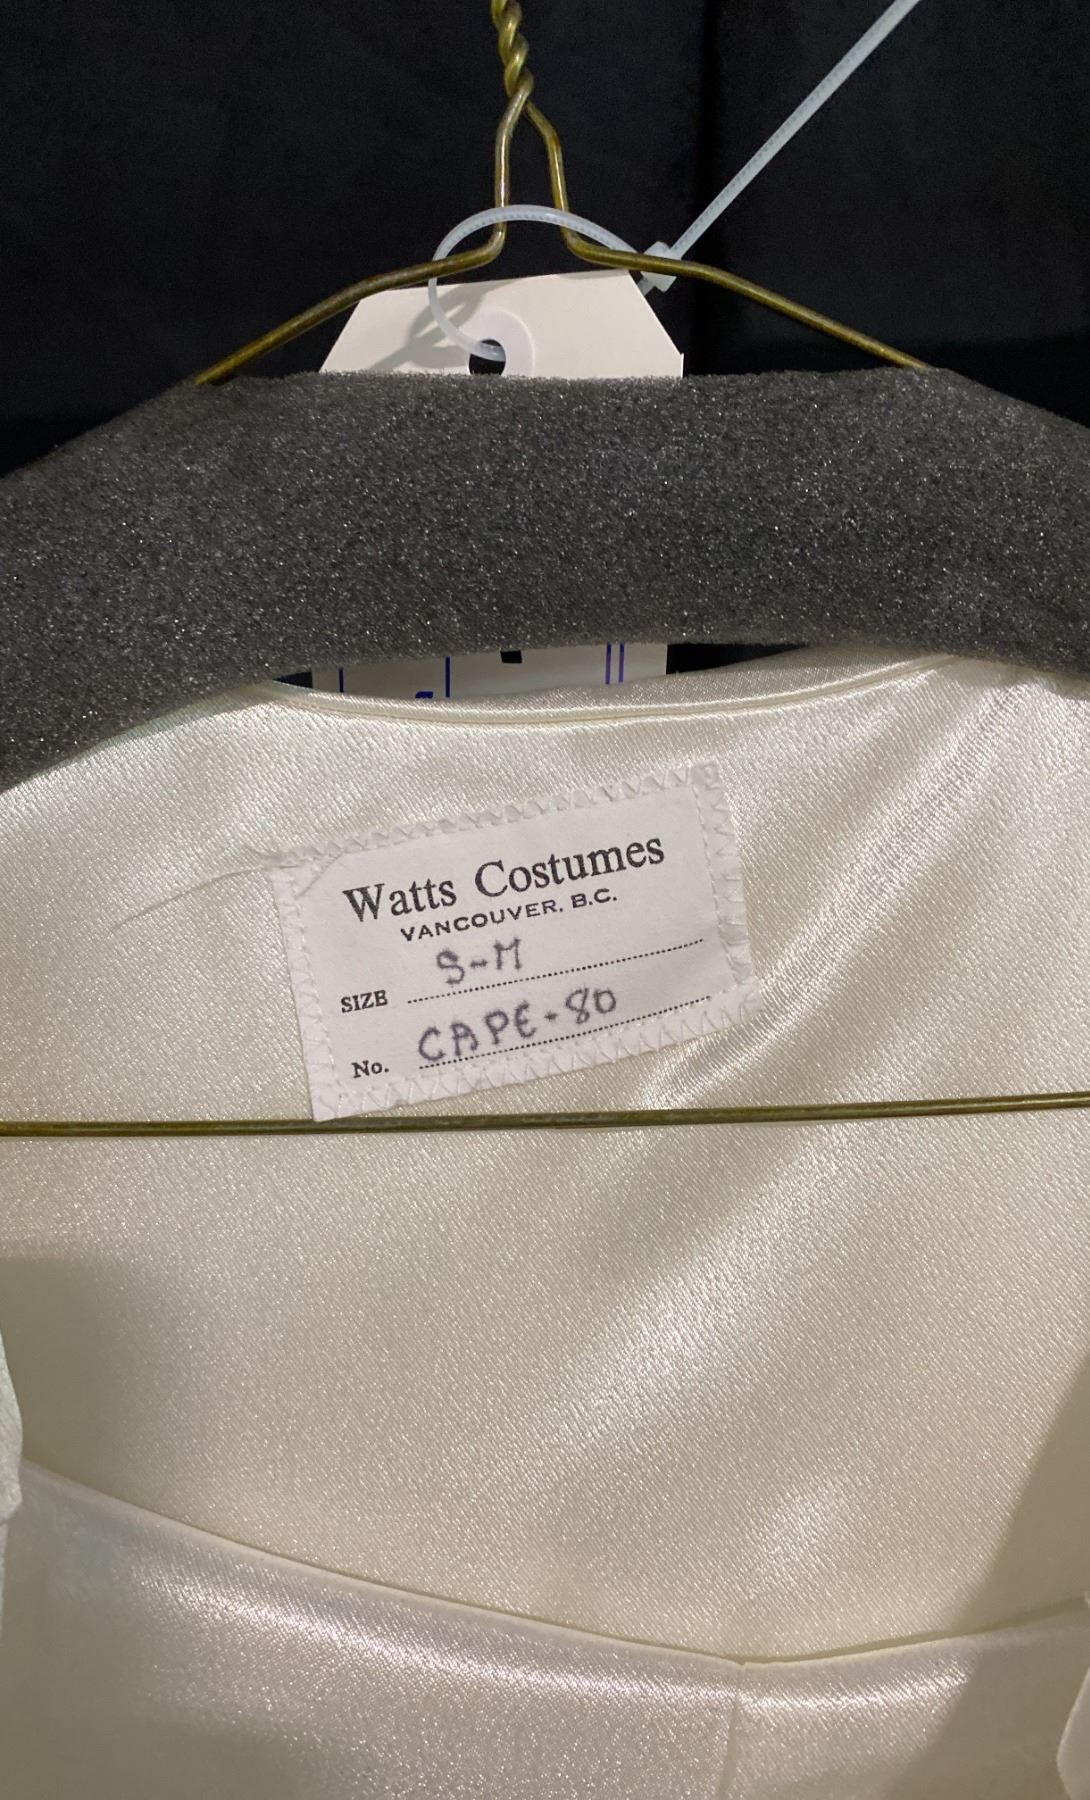 Watts Costumes
VANCOUVER, B.C.
SIZE S-M
No. CAPE-80